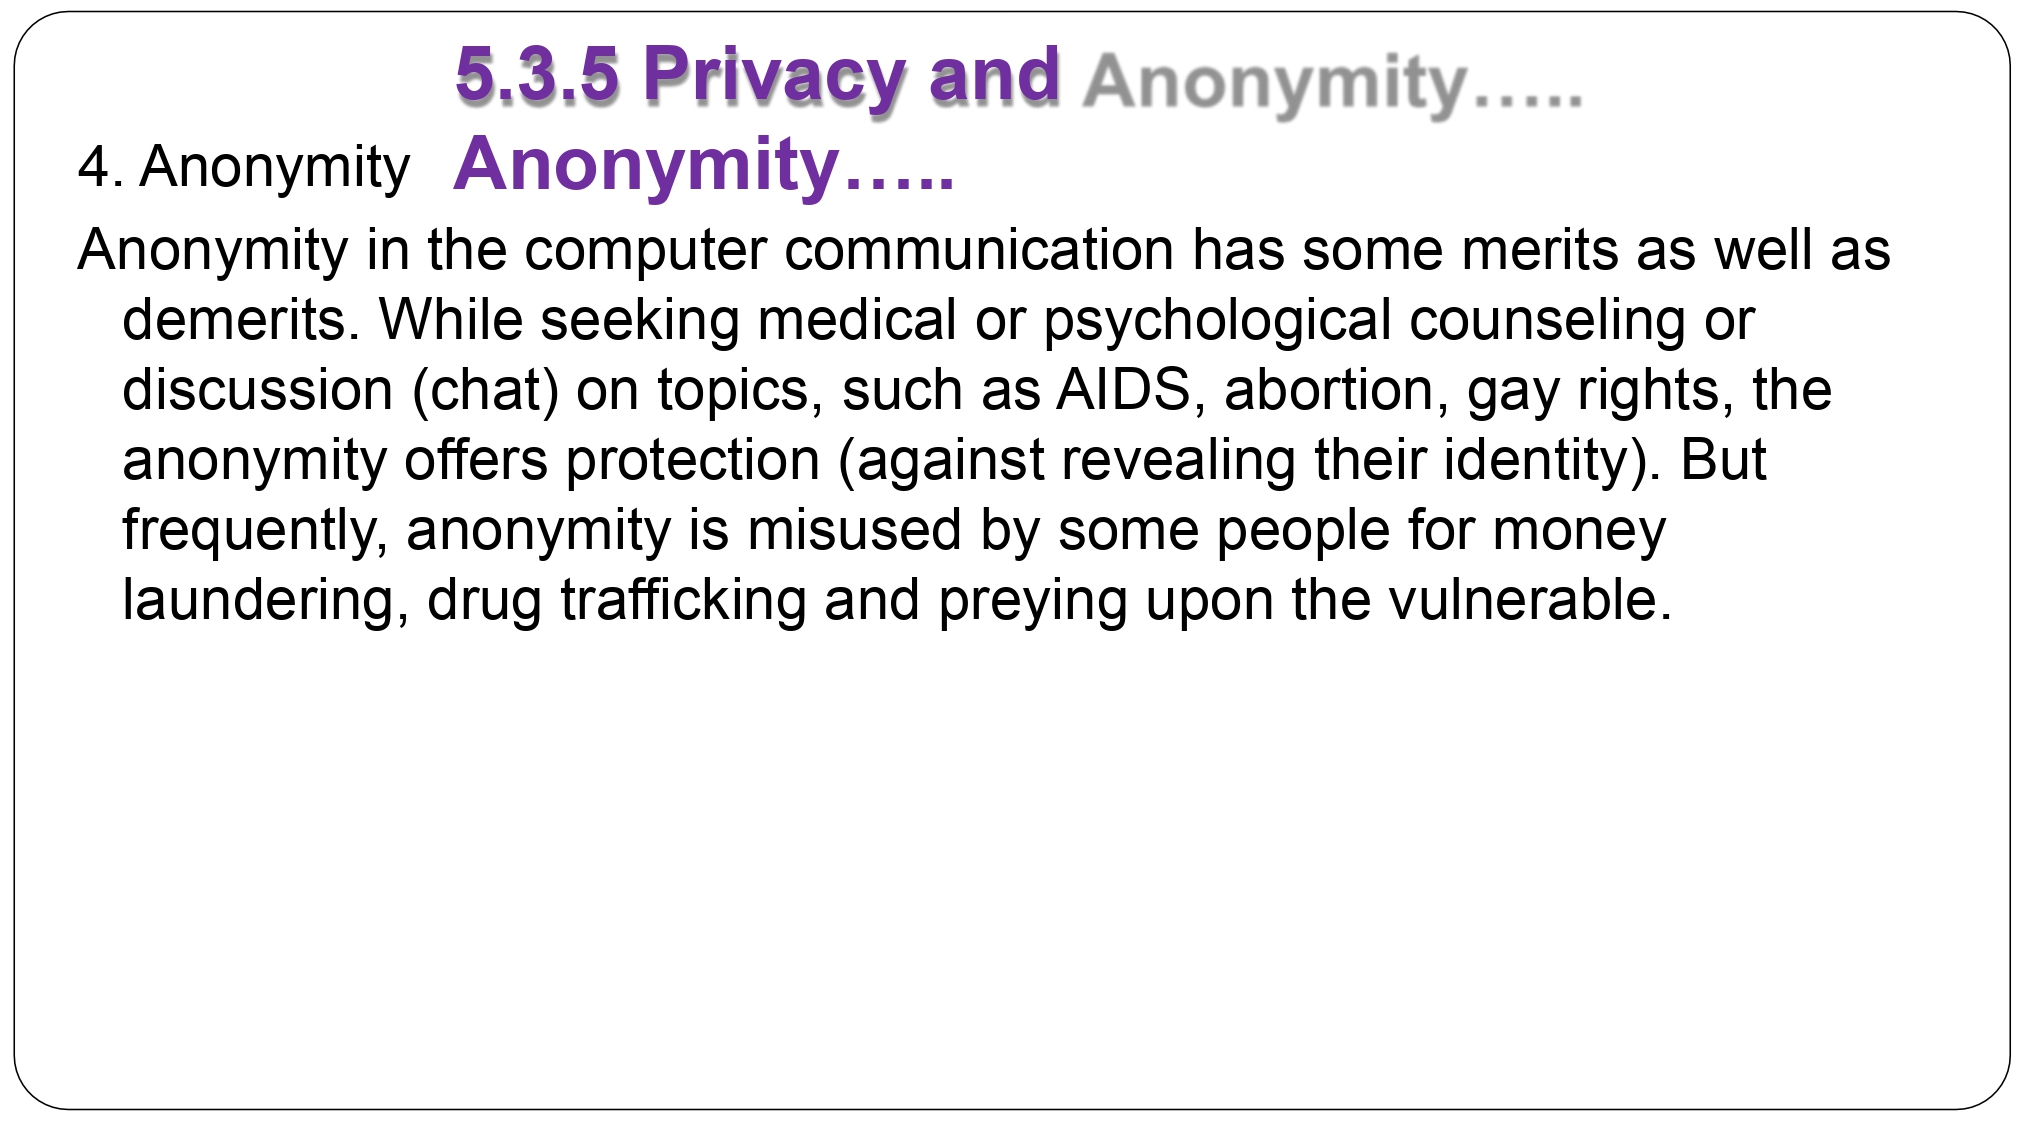 5.3.5 Privacy and Anonymity…..
Anonymity…..
4. Anonymity
Anonymity in the computer communication has some merits as well as
demerits. While seeking medical or psychological counseling or
discussion (chat) on topics, such as AIDS, abortion, gay rights, the
anonymity offers protection (against revealing their identity). But
frequently, anonymity is misused by some people for money
laundering, drug trafficking and preying upon the vulnerable.